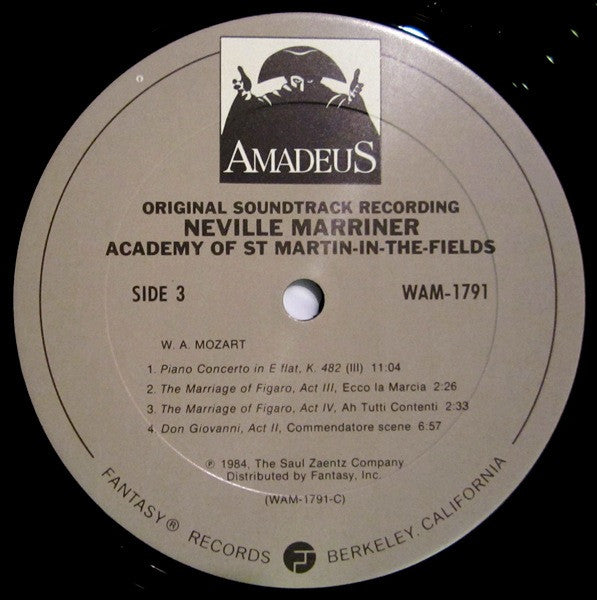 AMADEUS
ORIGINAL SOUNDTRACK RECORDING
NEVILLE MARRINER
ACADEMY OF ST MARTIN-IN-THE-FIELDS
SIDE 3
WAM-1791
W. A. MOZART
1. Piano Concerto in E flat, K. 482 (III) 11:04
2. The Marriage of Figaro, Act III, Ecco la Marcia 2:26
3. The Marriage of Figaro, Act IV, Ah Tutti Contenti 2:33
4 Don Giovanni, Act II, Commendatore scene 6:57
℗ 1984, The Saul Zaentz Company
Distributed by Fantasy, Inc.
(WAM-1791-C)
FANTASY® RECORDS BERKELEY, CALIFORNIA